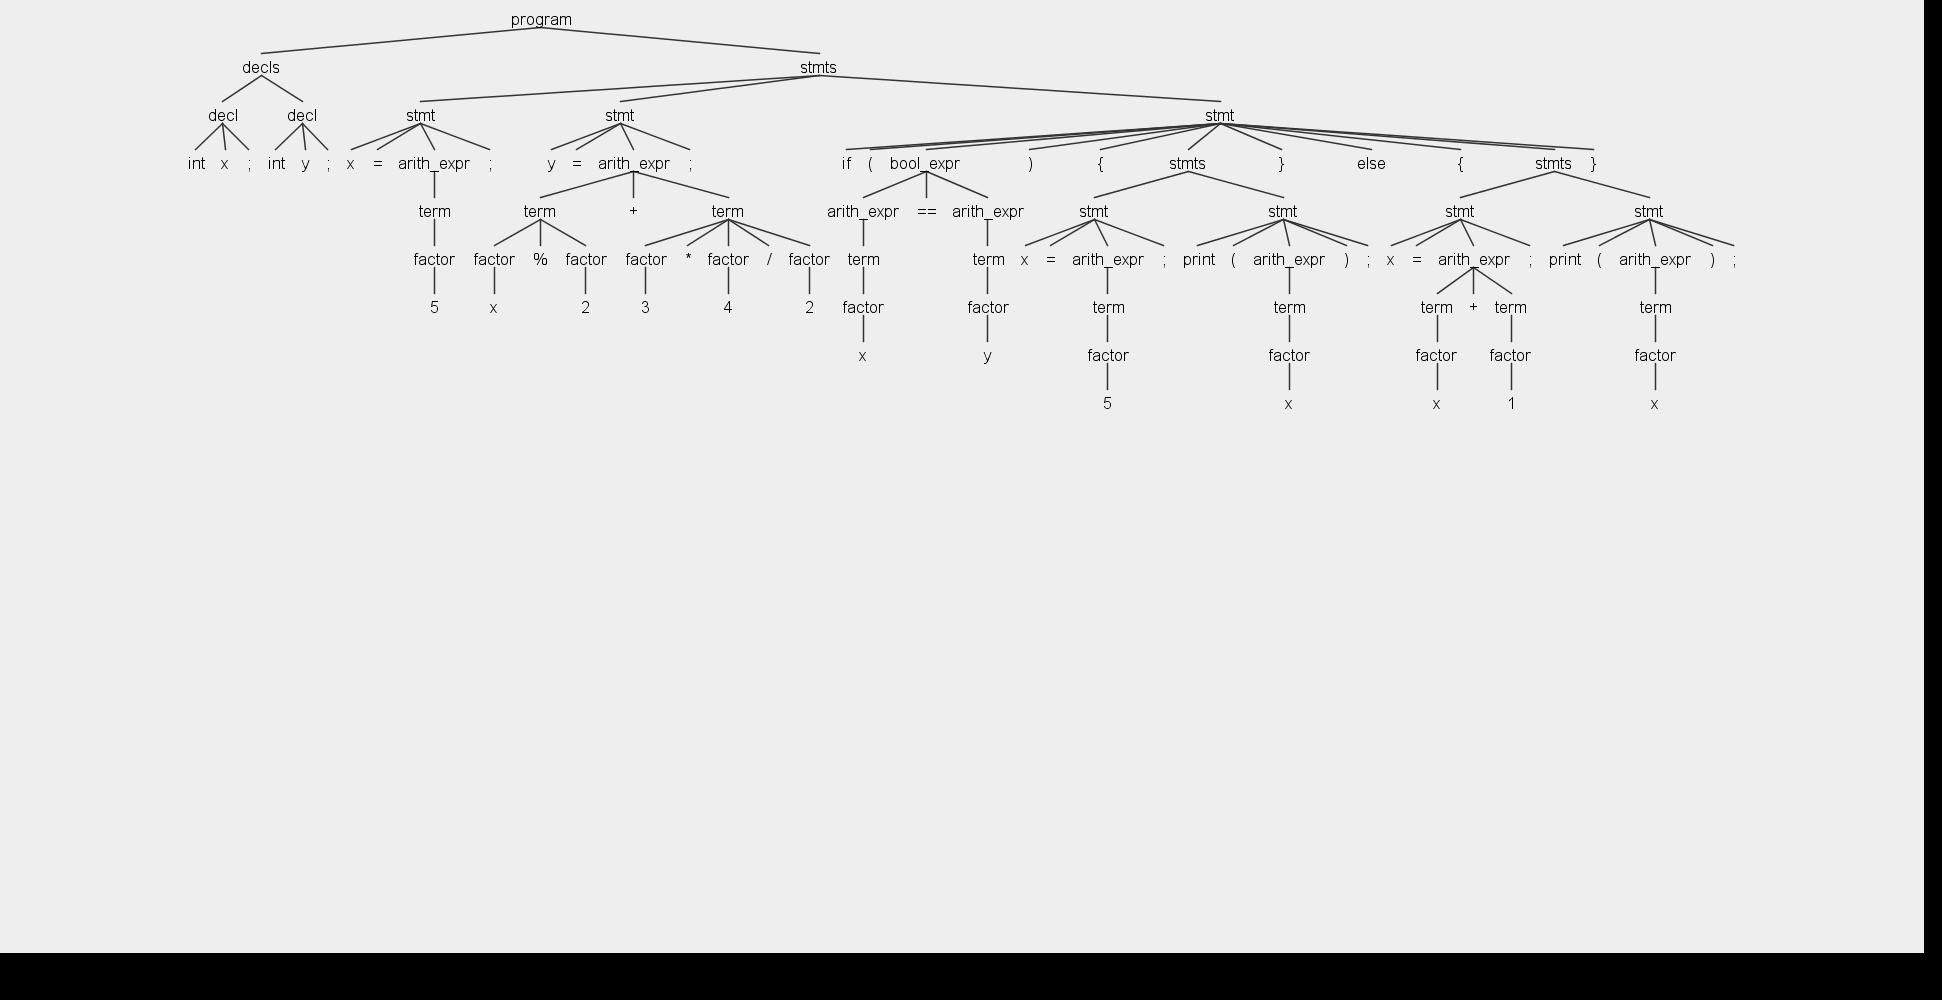 program
decls stmts
decl decl stmt stmt stmt
int x ; int y ; x = arith_expr ; y = arith_expr ; if ( bool_expr ) { stmts } else { stmts }
term term + term arith_expr == arith_expr stmt stmt stmt stmt
factor factor % factor factor * factor / factor term term x = arith_expr ; print ( arith_expr ) ; x = arith_expr ; print ( arith_expr ) ;
5 x 2 3 4 2 factor factor term term term + term term
x y factor factor factor factor factor
5 x x 1 x